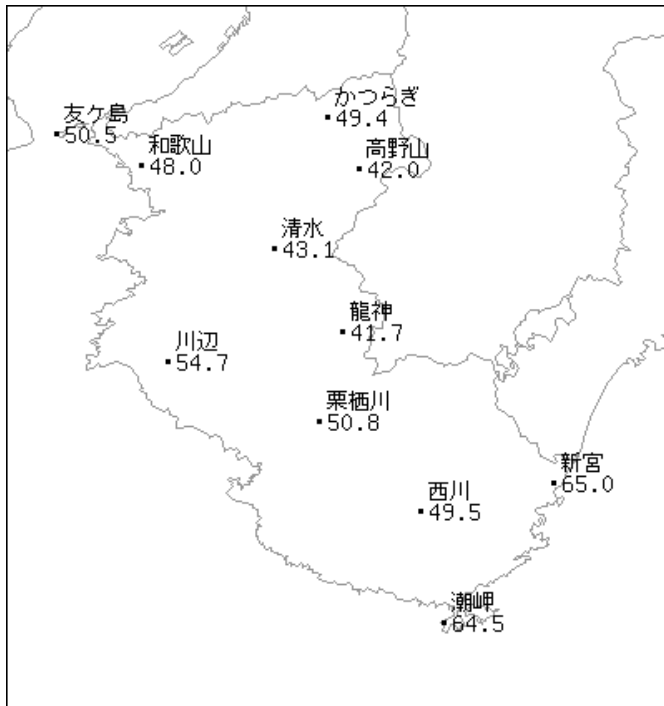 かつらぎ
49.4
友ケ島
50.5
和歌山
48.0
高野山
42.0
清水
43.1
龍神
41.7
川辺
54.7
栗栖川
50.8
新宮
65.0
西川
49.5
潮岬
64.5